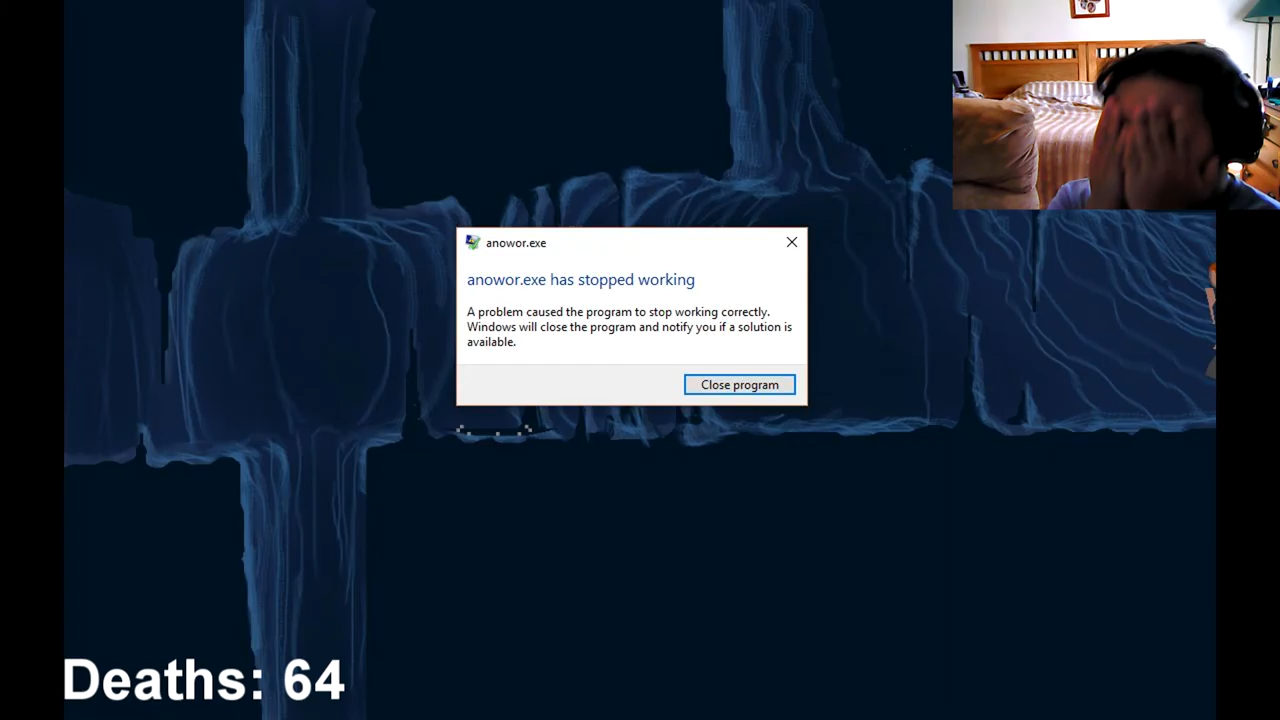 anowor.exe
anowor.exe has stopped working
A problem caused the program to stop working correctly.
Windows will close the program and notify you if a solution is
available.
Close program
Deaths: 64